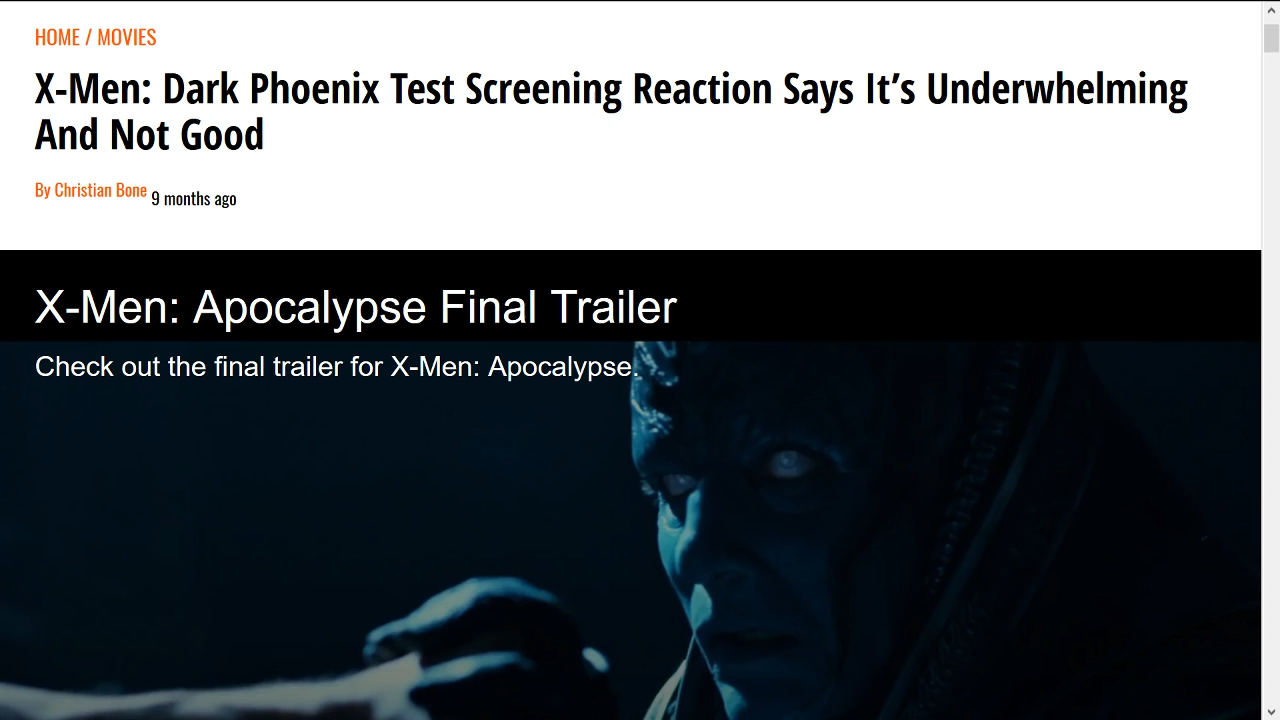 HOME / MOVIES
X-Men: Dark Phoenix Test Screening Reaction Says It’s Underwhelming
And Not Good
By Christian Bone 9 months ago
X-Men: Apocalypse Final Trailer
Check out the final trailer for X-Men: Apocalypse.